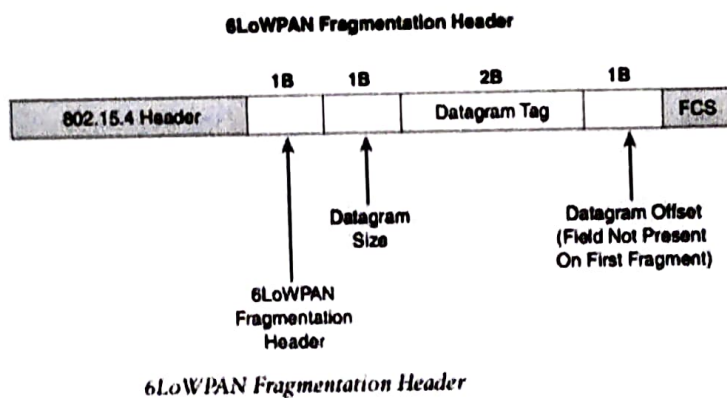 6LoWPAN Fragmentation Header
1B 1B 2B 1B
802.15.4 Header Datagram Tag FCS
Datagram
Size
Datagram Offset
(Field Not Present
On First Fragment)
6LoWPAN
Fragmentation
Header
6LoWPAN Fragmentation Header